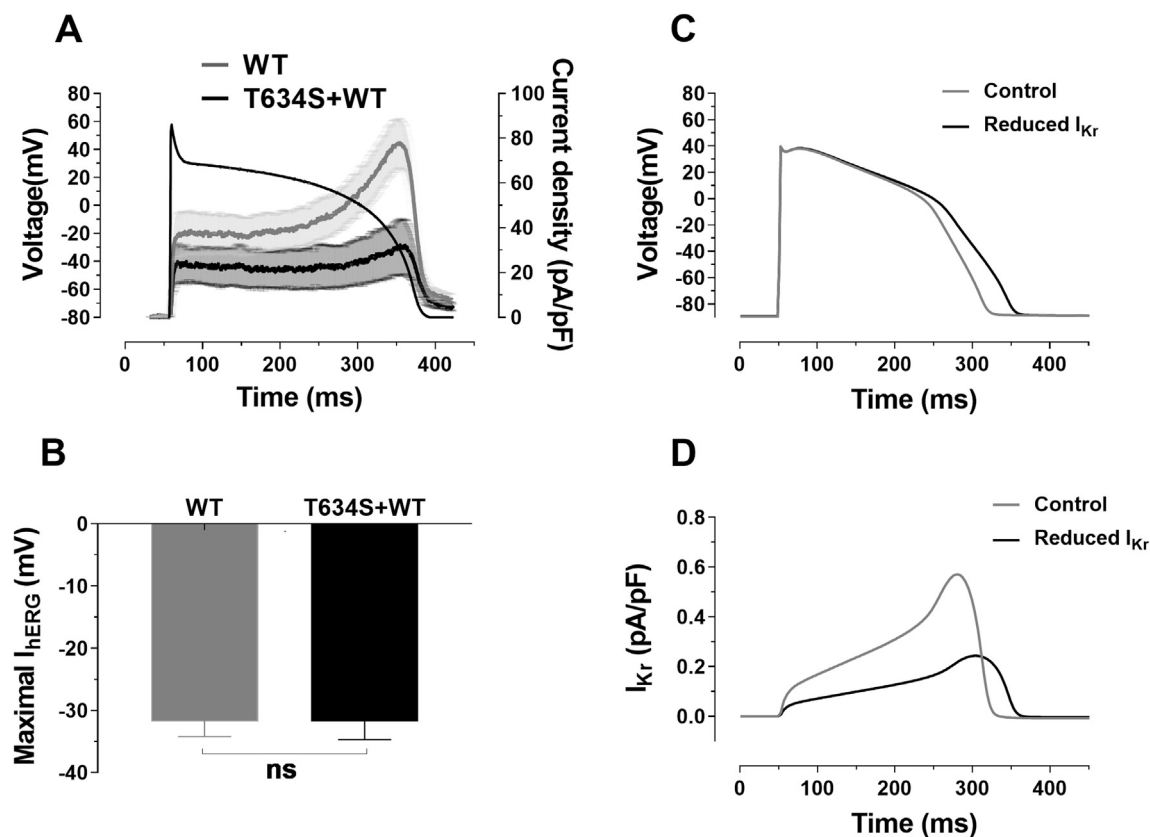 A
WT
T634S+WT
80
60
40
20
0
-20
-40
-60
-80
Voltage(mV)
100
80
60
40
20
0
Current density (pA/pF)
0
100
200
300
400
Time (ms)
B
WT
T634S+WT
0
-10
-20
-30
-40
Maximal IhERG (mV)
ns
C
Control
Reduced IKr
80
60
40
20
0
-20
-40
-60
-80
Voltage(mV)
0
100
200
300
400
Time (ms)
D
Control
Reduced IKr
0.8
0.6
0.4
0.2
0.0
IKr (pA/pF)
0
100
200
300
400
Time (ms)